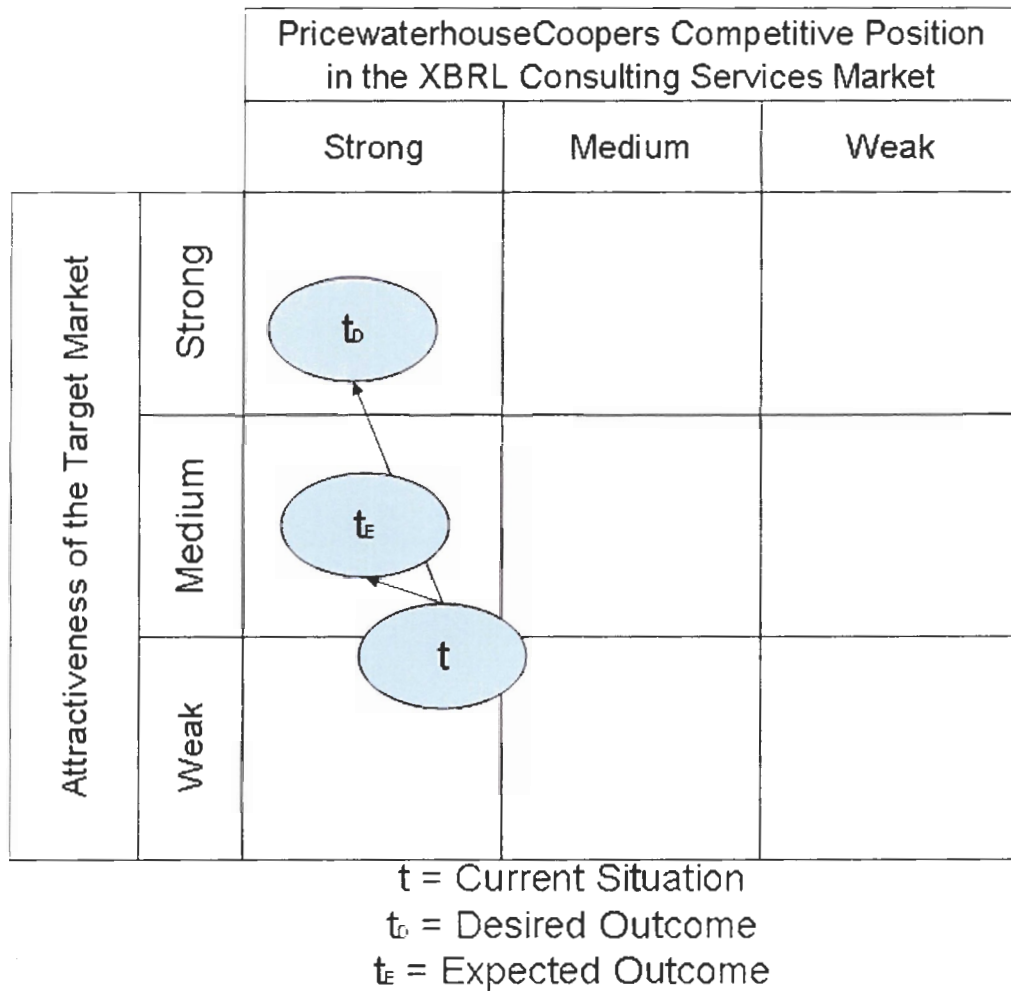 PricewaterhouseCoopers Competitive Position
in the XBRL Consulting Services Market
Strong
Medium
Weak
Attractiveness of the Target Market
Strong
Medium
Weak
tD
tE
t
t = Current Situation
tD = Desired Outcome
tE = Expected Outcome